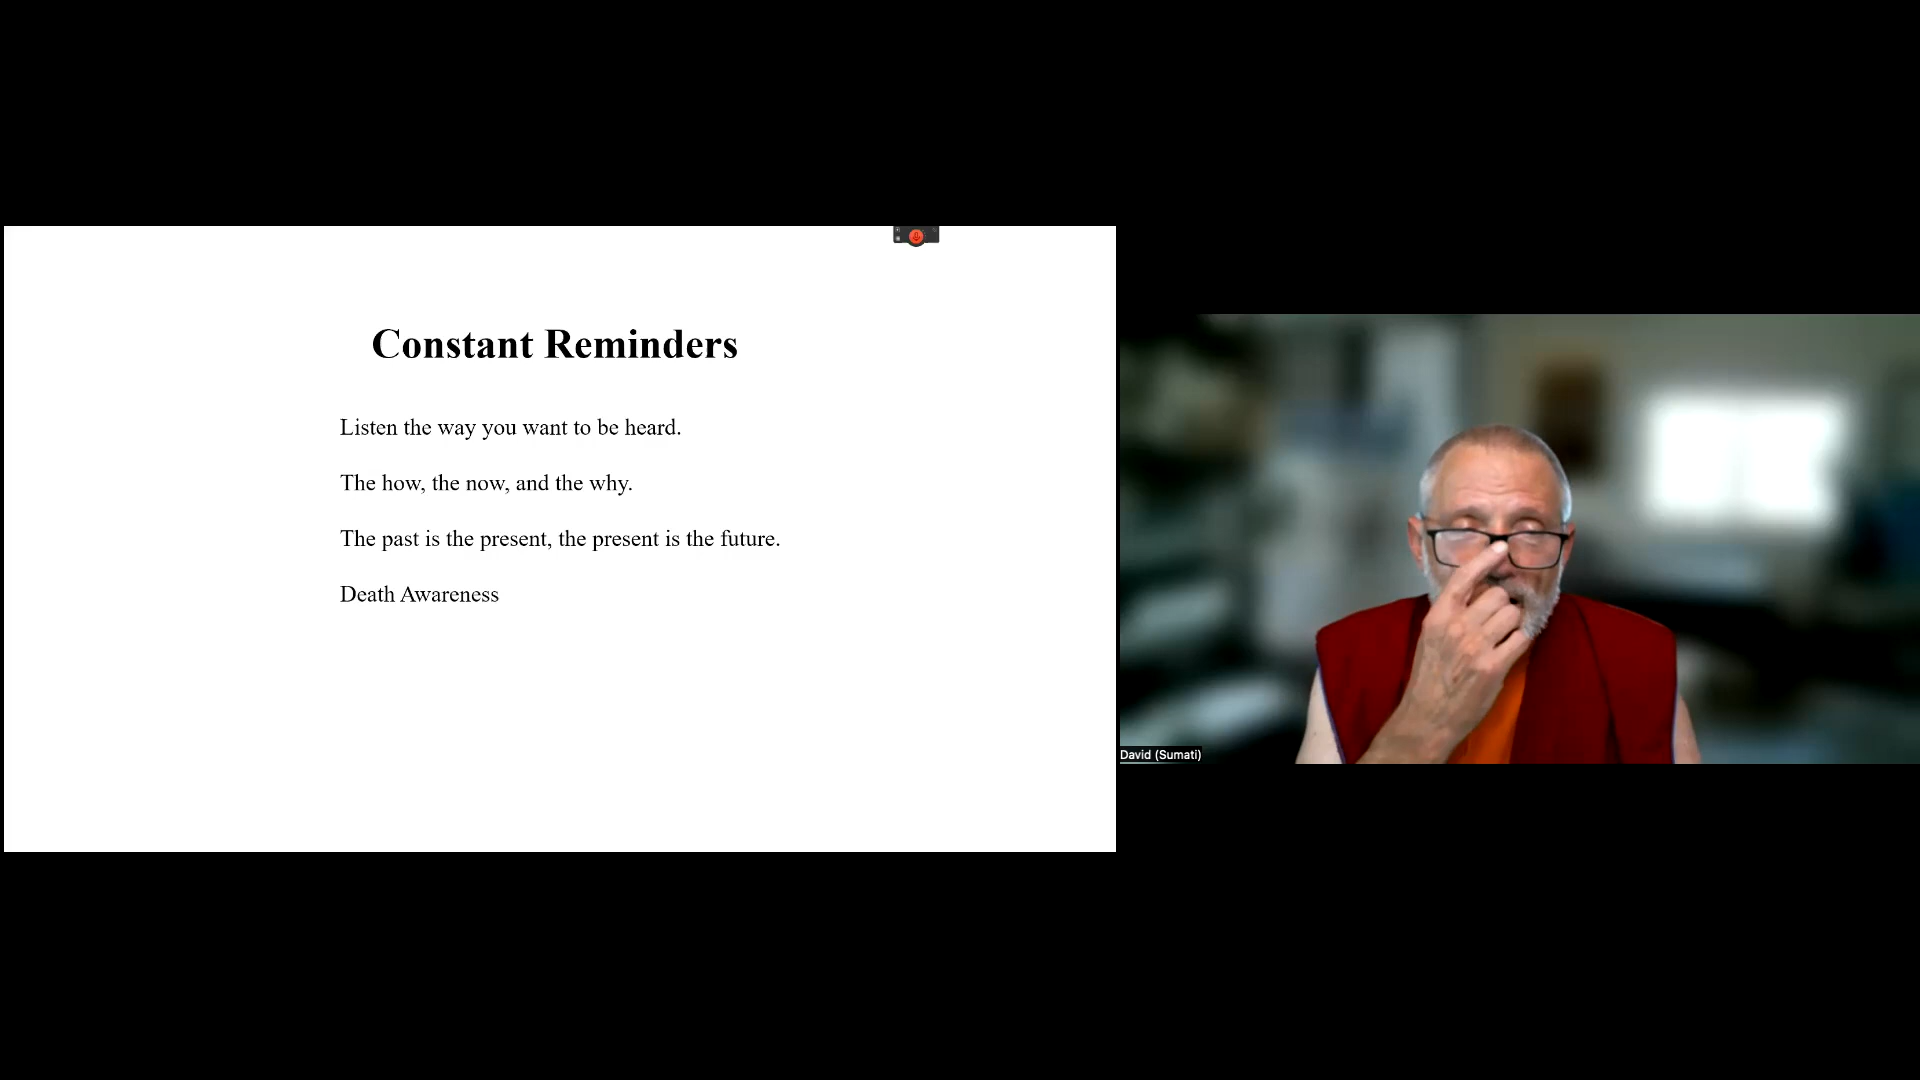 Constant Reminders
Listen the way you want to be heard.
The how, the now, and the why.
The past is the present, the present is the future.
Death Awareness
David (Sumati)